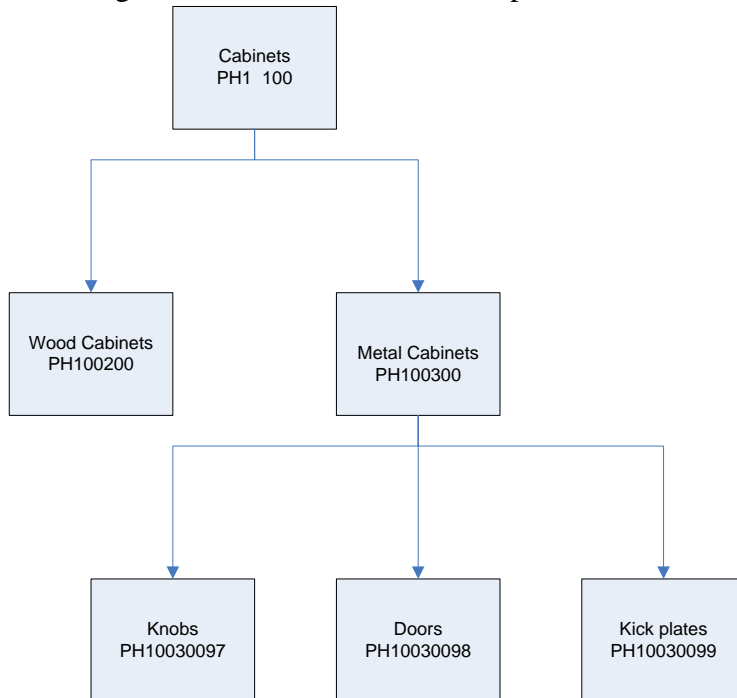 Cabinets
PH1 100
Wood Cabinets
PH100200
Metal Cabinets
PH100300
Knobs
PH10030097
Doors
PH10030098
Kick plates
PH10030099